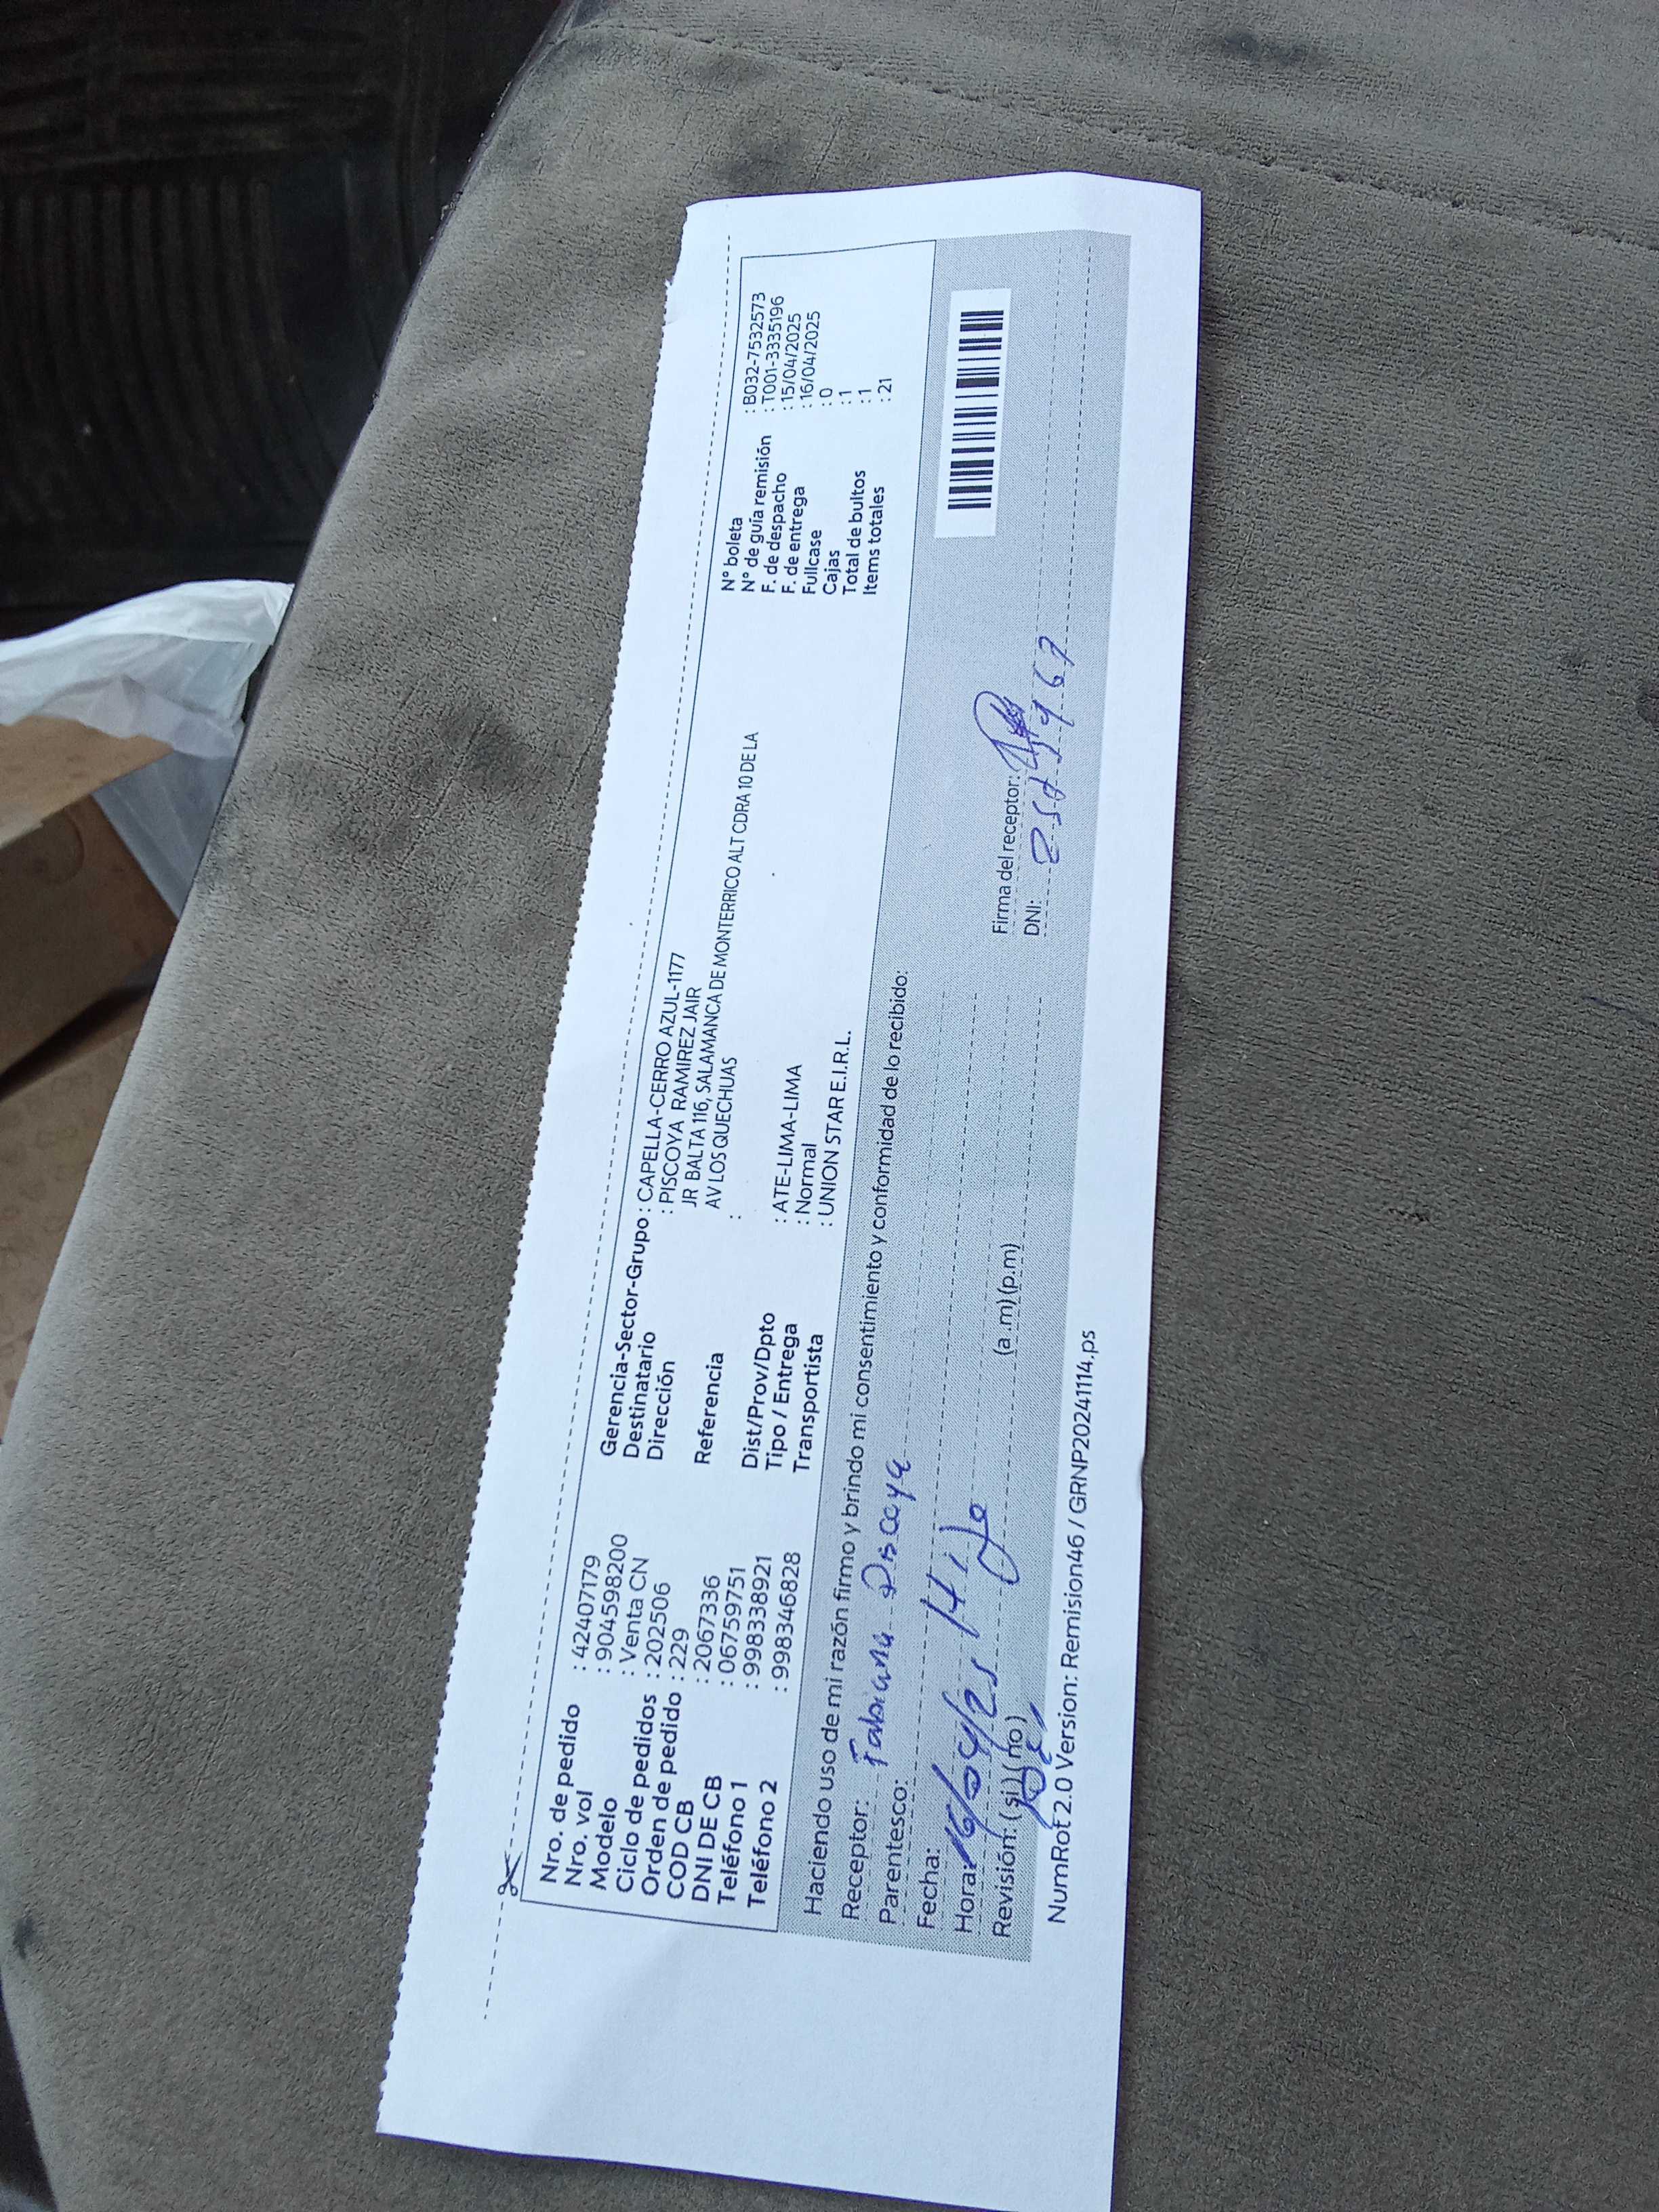 Nro. de pedido : 42407179
Nro. vol : 904598200
Modelo : Venta CN
Ciclo de pedidos : 202506
Orden de pedido : 229
COD CB : 2067336
DNI DE CB : 06759751
Teléfono 1 : 998338921
Teléfono 2 : 998346828
Gerencia-Sector-Grupo : CAPELLA-CERRO AZUL-1177
Destinatario : PISCOYA RAMIREZ JAIR
Dirección JR BALTA 116, SALAMANCA DE MONTERRICO ALT CDRA 10 DE LA
AV LOS QUECHUAS
Referencia :
Dist/Prov/Dpto : ATE-LIMA-LIMA
Tipo / Entrega : Normal
Transportista : UNION STAR E.I.R.L.
N° boleta : B032-7532573
N° de guía remisión : T001-3335196
F. de despacho : 15/04/2025
F. de entrega : 16/04/2025
Fullcase : 0
Cajas : 1
Total de bultos : 1
Items totales : 21
Haciendo uso de mi razón firmo y brindo mi consentimiento y conformidad de lo recibido:
Receptor: Fabiana Piscoya
Parentesco:
Fecha: 16/04/25
Hora: (a .m) (p.m)
Revisión: (si) (no)
Firma del receptor:
DNI:
NumRot 2.0 Version: Remision46 / GRNP20241114.ps